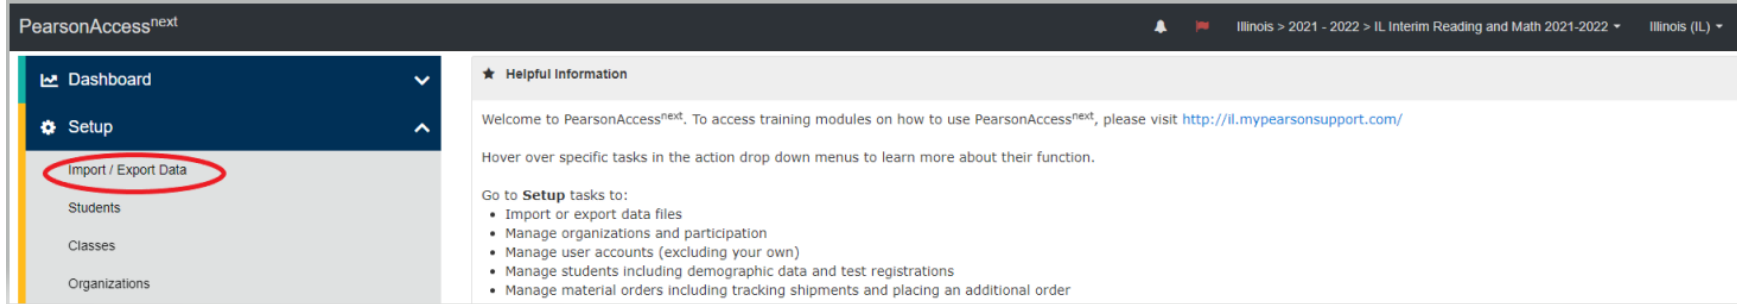 PearsonAccessnext
Illinois > 2021 - 2022 > IL Interim Reading and Math 2021-2022
Illinois (IL)
Dashboard
Setup
Import / Export Data
Students
Classes
Organizations
Helpful Information
Welcome to PearsonAccessnext. To access training modules on how to use PearsonAccessnext, please visit http://il.mypearsonsupport.com/
Hover over specific tasks in the action drop down menus to learn more about their function.
Go to Setup tasks to:
• Import or export data files
• Manage organizations and participation
• Manage user accounts (excluding your own)
• Manage students including demographic data and test registrations
• Manage material orders including tracking shipments and placing an additional order